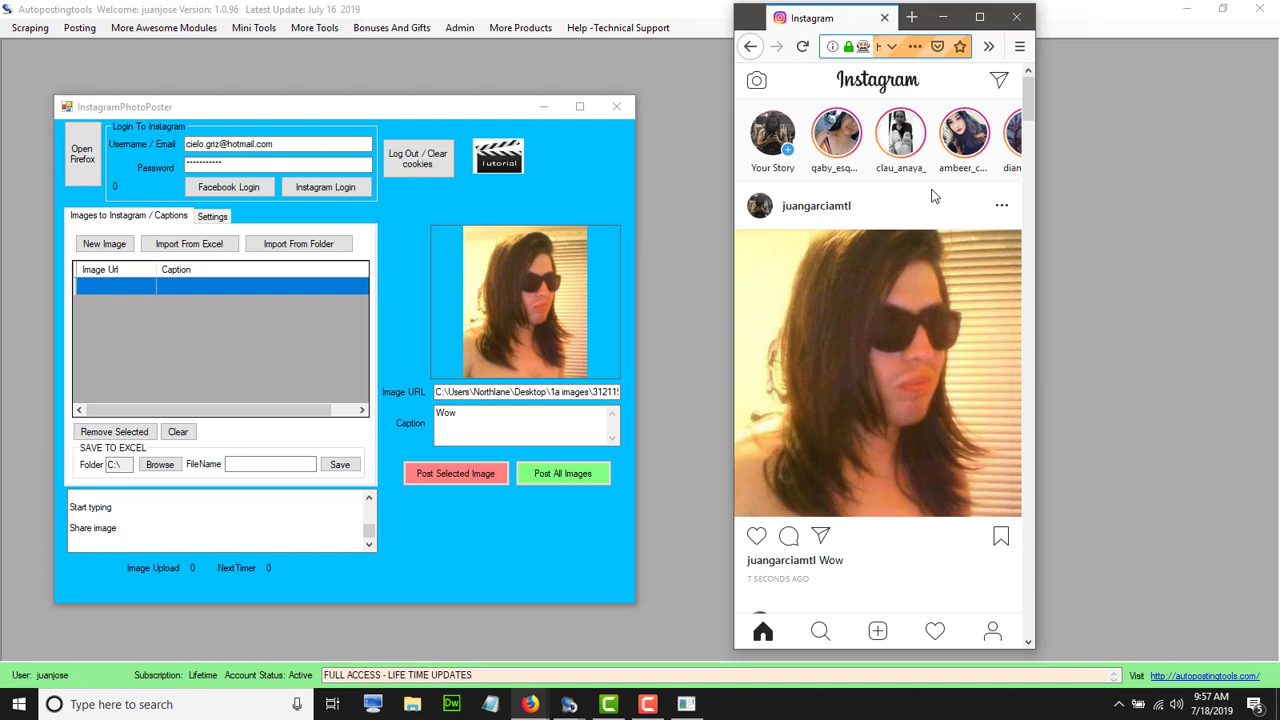 Autopostingtools: Welcome: juanjose Version: 1.0.96 Latest Update: July 16 2019
Scraping Posting More Awesome Modules Mini Tools More Tools Bonuses And Gifts Admin More Products Help -Technical Support
InstagramPhotoPoster
Open Firefox
Login To Instagram
Username / Email cielo.griz@hotmail.com
Password ***********
0 Facebook Login Instagram Login
Log Out / Clear cookies
Tutorial
Images to Instagram / Captions Settings
New Image Import From Excel Import From Folder
Image Url Caption
Remove Selected Clear
SAVE TO EXCEL
Folder C:\ Browse FileName Save
Start typing
Share image
Image Upload 0 NextTimer 0
Image URL C:\Users\Northlane\Desktop\1a images\312115
Caption Wow
Post Selected Image Post All Images
Instagram
Instagram
Your Story qaby_esq... clau_anaya_ ambeer_c... dian
juangarciamtl
juangarciamtl Wow
7 SECONDS AGO
User: juanjose Subscription: Lifetime Account Status: Active FULL ACCESS - LIFE TIME UPDATES Visit http://autopostingtools.com/
Type here to search
9:57 AM
7/18/2019